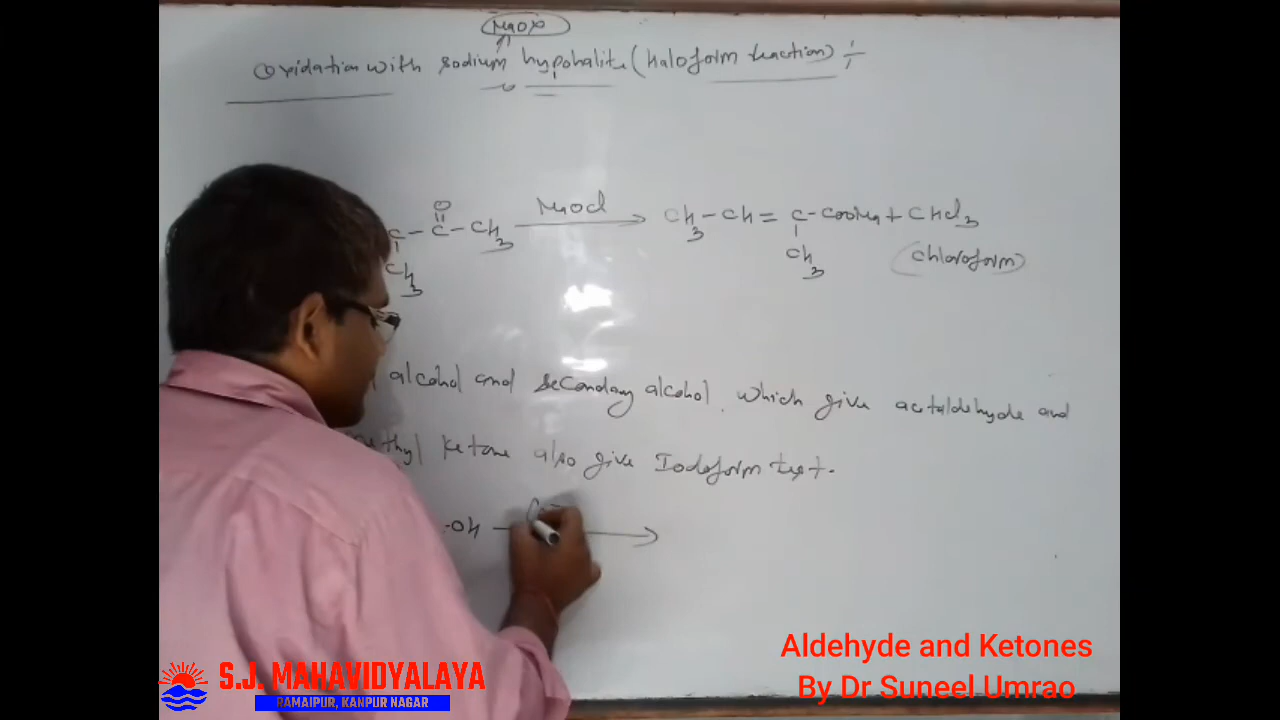 NaOX
Oxidation with sodium hypohalite (Haloform reaction) :-
O
C - C - CH3 NaOCl CH3 - CH = C - COONa + CHCl3
CH3 CH3 (Chloroform)
alcohol and secondary alcohol, which give acetaldehyde and
methyl ketone also give Iodoform test.
OH
Aldehyde and Ketones
By Dr Suneel Umrao
S.J. MAHAVIDYALAYA
RAMAIPUR, KANPUR NAGAR